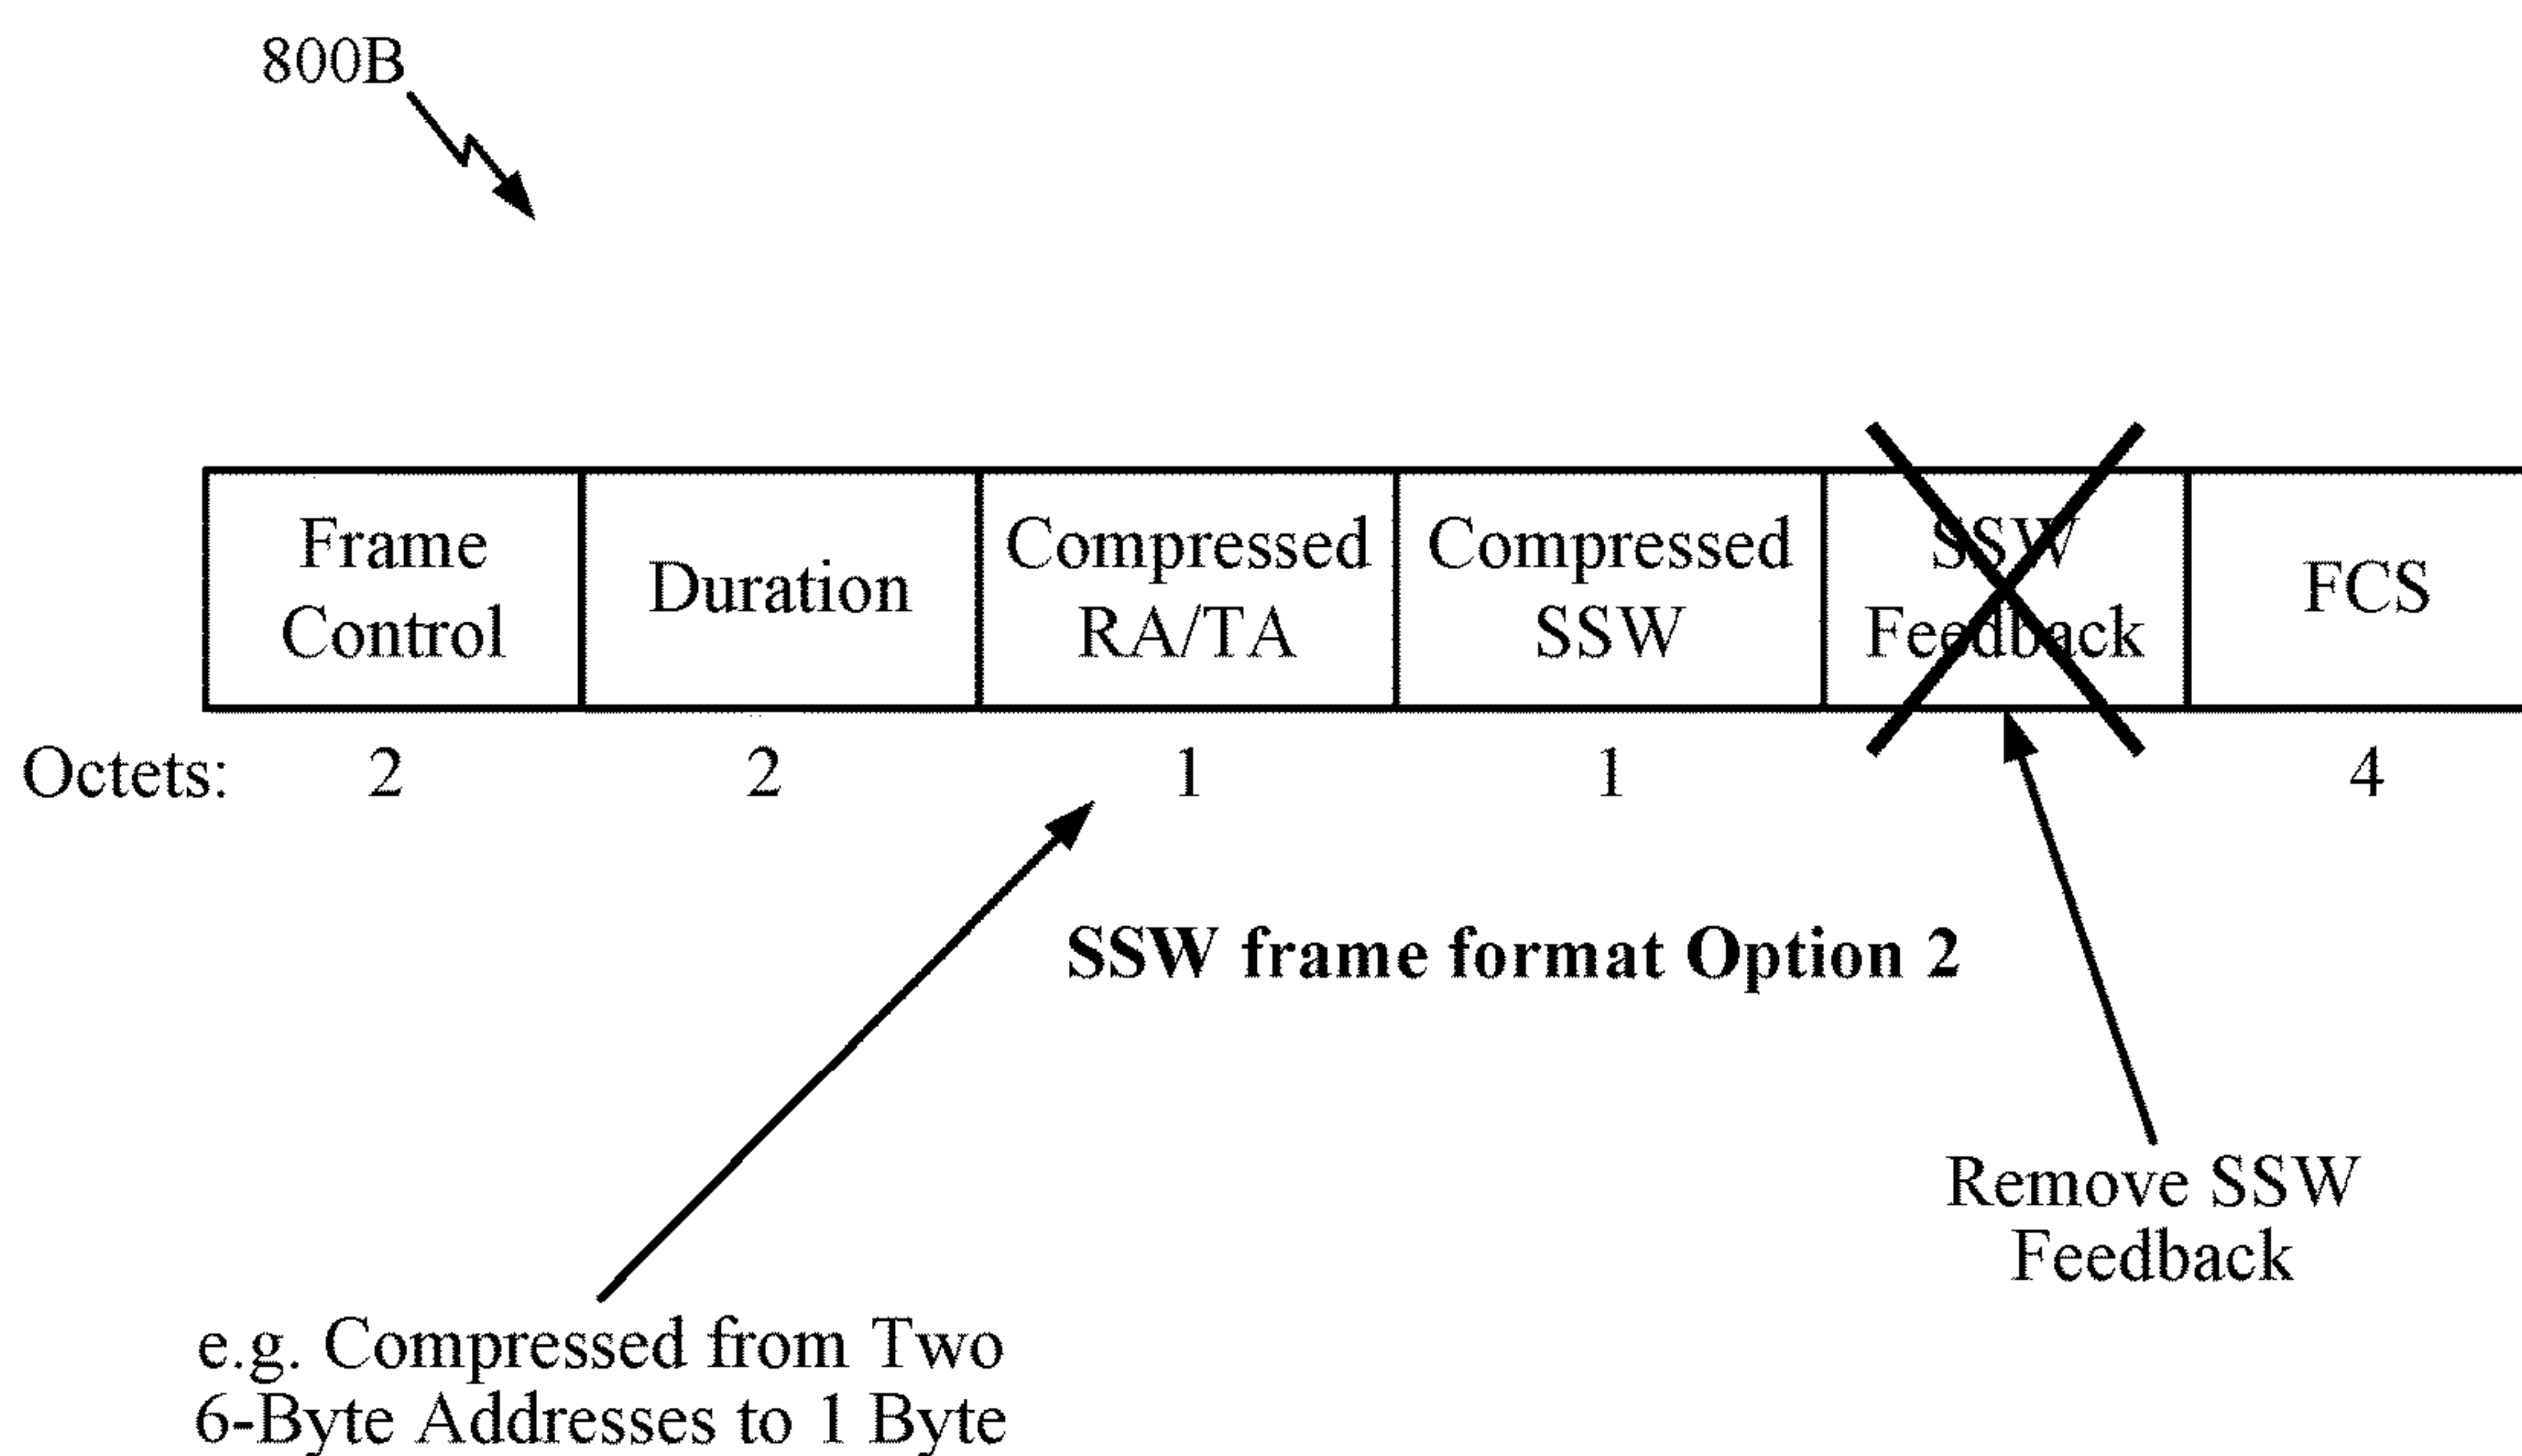 800B
Frame
Control
Duration
Compressed
RA/TA
Compressed
SSW
SSW
Feedback
FCS
Octets: 2 2 1 1 4
SSW frame format Option 2
Remove SSW
Feedback
e.g. Compressed from Two
6-Byte Addresses to 1 Byte